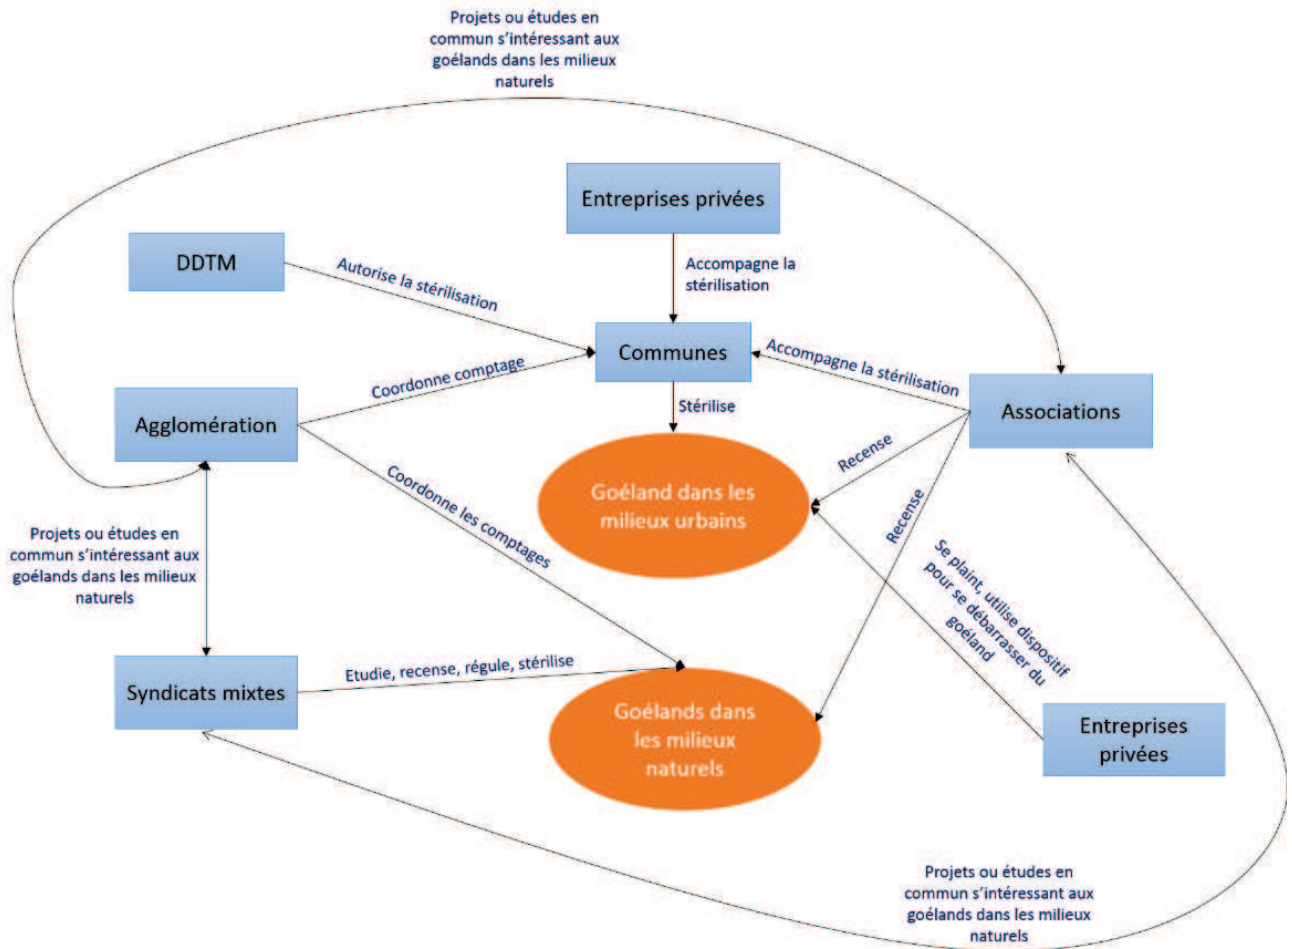 Projets ou études en
commun s'intéressant aux
goélands dans les milieux
naturels
Entreprises privées
DDTM
Autorise la stérilisation
Accompagne la
stérilisation
Communes
Accompagne la stérilisation
Coordonne comptage
Agglomération
Stérilise
Associations
Recense
Goéland dans les
milieux urbains
Coordonne les comptages
Recense
Projets ou études en
commun s'intéressant aux
goélands dans les milieux
naturels
Se plaint, utilise dispositif
pour se débarrasser du
goéland
Etudie, recense, régule, stérilise
Syndicats mixtes
Goélands dans
les milieux
naturels
Entreprises
privées
Projets ou études en
commun s'intéressant aux
goélands dans les milieux
naturels